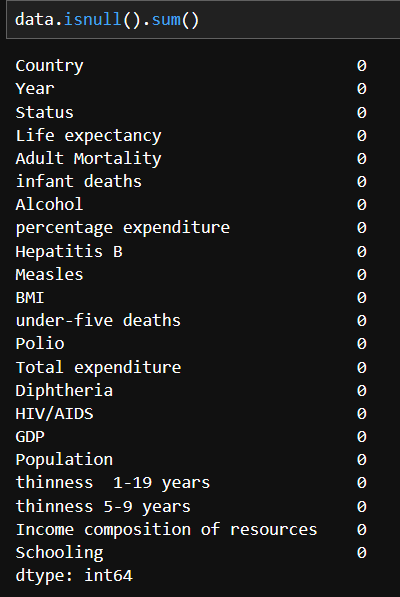 data.isnull().sum()
Country 0
Year 0
Status 0
Life expectancy 0
Adult Mortality 0
infant deaths 0
Alcohol 0
percentage expenditure 0
Hepatitis B 0
Measles 0
BMI 0
under-five deaths 0
Polio 0
Total expenditure 0
Diphtheria 0
HIV/AIDS 0
GDP 0
Population 0
thinness  1-19 years 0
thinness 5-9 years 0
Income composition of resources 0
Schooling 0
dtype: int64